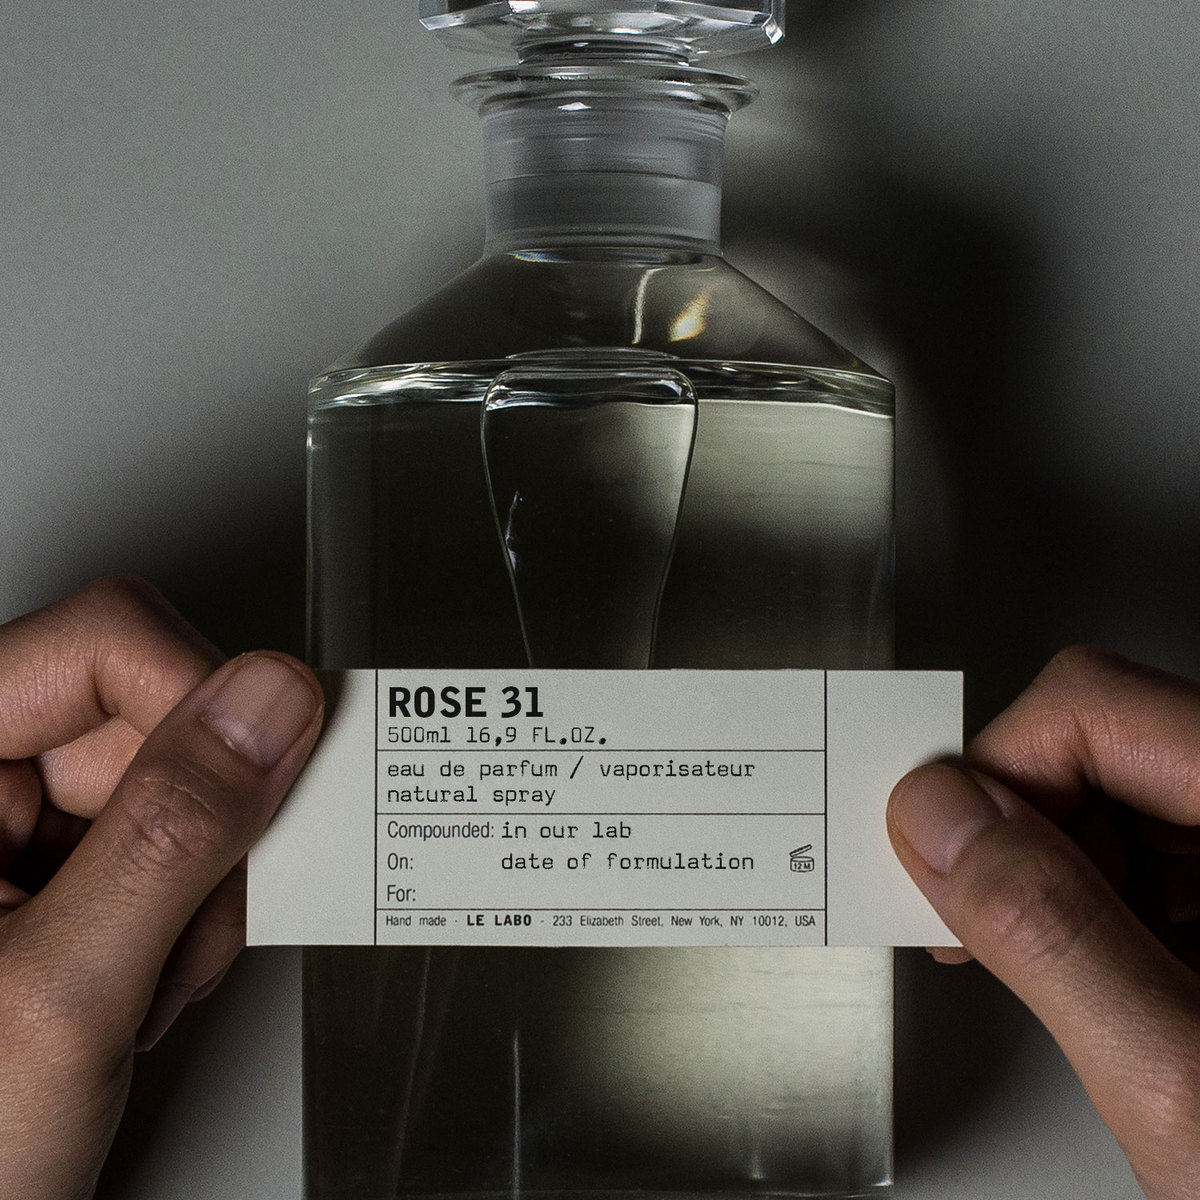 ROSE 31
500ml 16,9 FL.OZ.
eau de parfum / vaporisateur
natural spray
Compounded: in our lab
On: date of formulation
12M
For:
Hand made - LE LABO - 233 Elizabeth Street, New York, NY 10012, USA